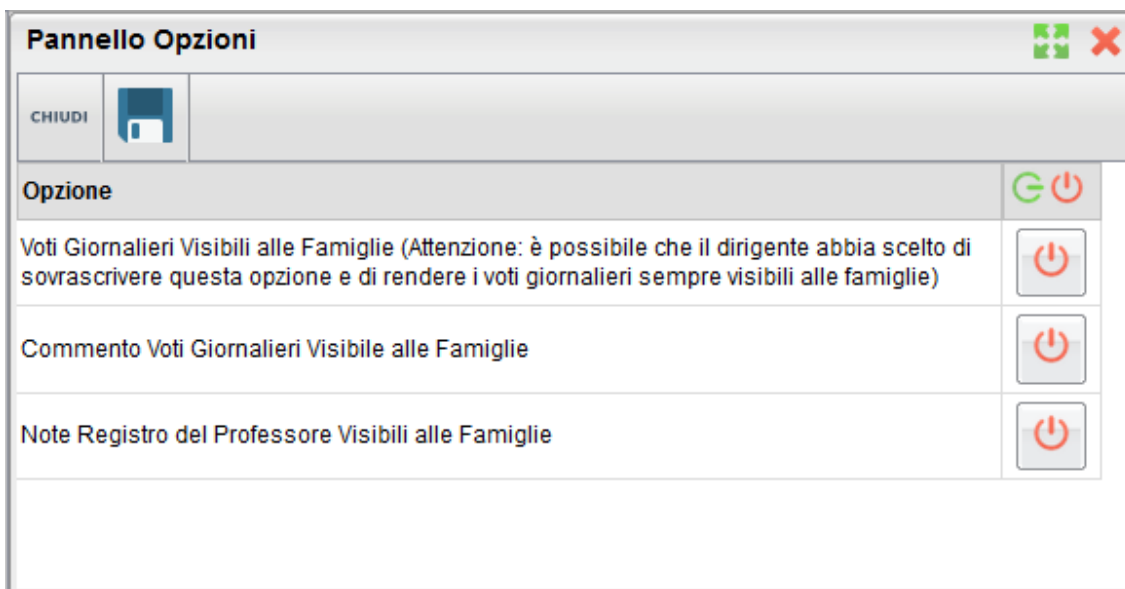 Pannello Opzioni
CHIUDI
Opzione
Voti Giornalieri Visibili alle Famiglie (Attenzione: è possibile che il dirigente abbia scelto di
sovrascrivere questa opzione e di rendere i voti giornalieri sempre visibili alle famiglie)
Commento Voti Giornalieri Visibile alle Famiglie
Note Registro del Professore Visibili alle Famiglie